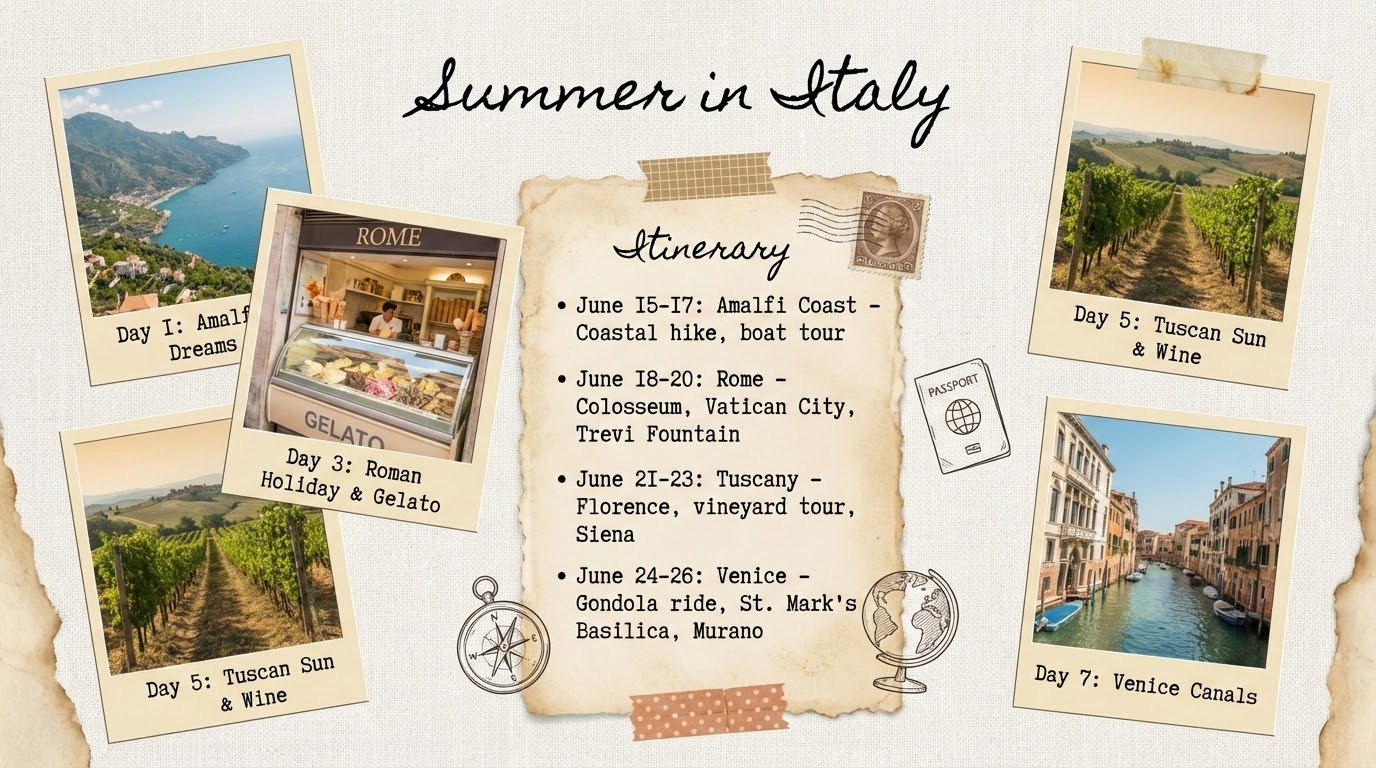 Summer in Italy
Day 1: Amalf
Dreams
ROME
GELATO
Day 3: Roman
Holiday & Gelato
Day 5: Tuscan Sun
& Wine
Itinerary
• June 15-17: Amalfi Coast -
Coastal hike, boat tour
• June 18-20: Rome -
Colosseum, Vatican City,
Trevi Fountain
• June 21-23: Tuscany -
Florence, vineyard tour,
Siena
• June 24-26: Venice -
Gondola ride, St. Mark's
Basilica, Murano
N
E
S
W
PASSPORT
Day 5: Tuscan Sun
& Wine
Day 7: Venice Canals